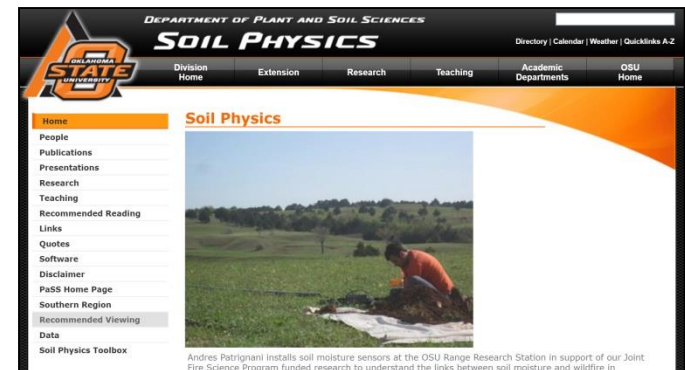 DEPARTMENT OF PLANT AND SOIL SCIENCES
SOIL PHYSICS
Directory | Calendar | Weather | Quicklinks A-Z
OKLAHOMA
STATE
UNIVERSITY
Division Home
Extension
Research
Teaching
Academic Departments
OSU Home
Home
People
Publications
Presentations
Research
Teaching
Recommended Reading
Links
Quotes
Software
Disclaimer
PaSS Home Page
Southern Region
Recommended Viewing
Data
Soil Physics Toolbox
Soil Physics
Andres Patrignani installs soil moisture sensors at the OSU Range Research Station in support of our Joint
Fire Science Program funded research to understand the links between soil moisture and wildfire in